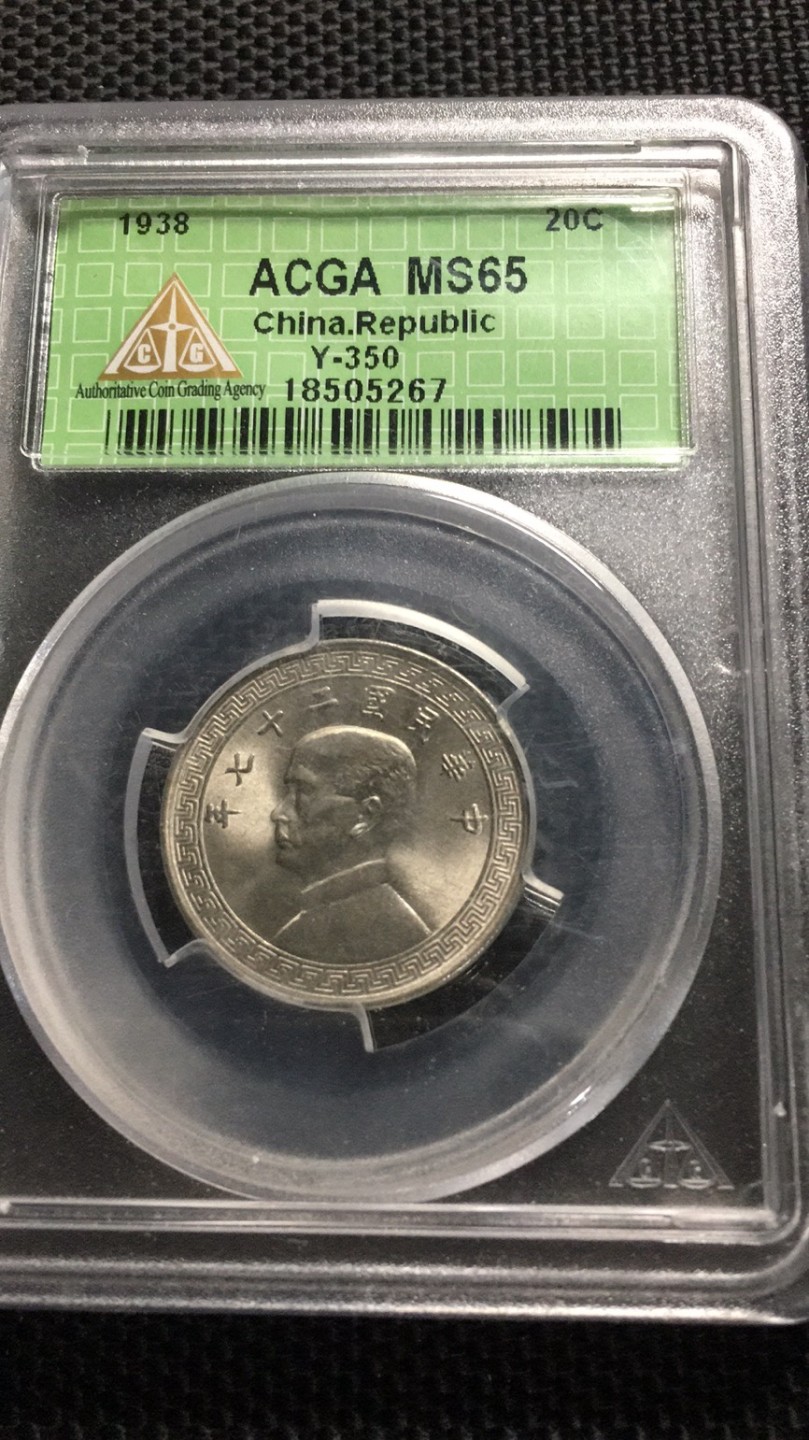 1938 20C
ACGA MS65
China.Republic
Y-350
C G
Authoritative Coin Grading Agency 18505267
年七十二國民華中